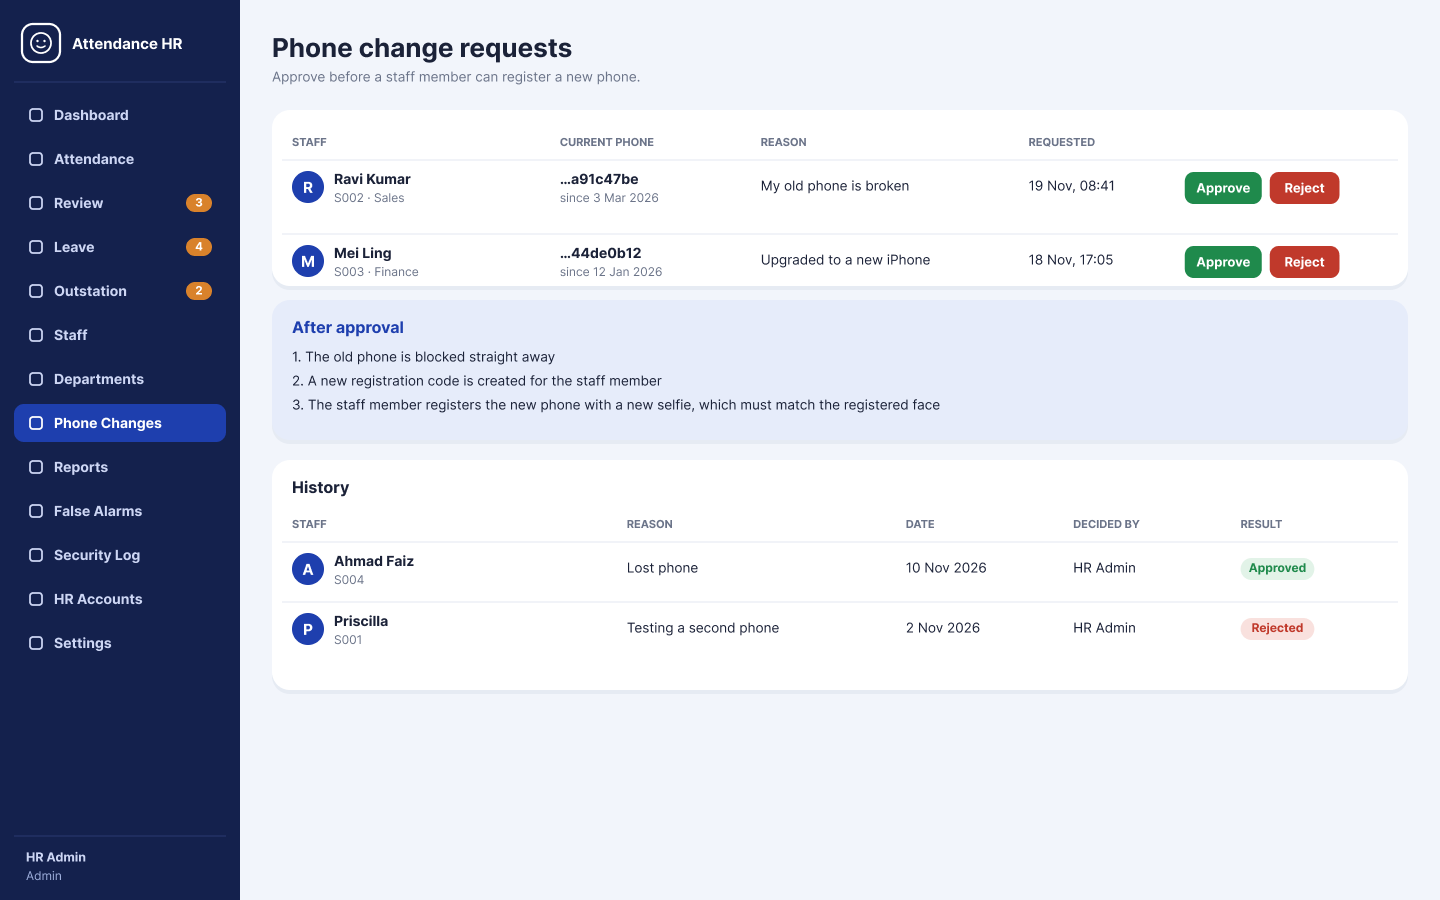 Attendance HR
Dashboard
Attendance
Review 3
Leave 4
Outstation 2
Staff
Departments
Phone Changes
Reports
False Alarms
Security Log
HR Accounts
Settings
HR Admin
Admin
Phone change requests
Approve before a staff member can register a new phone.
STAFF CURRENT PHONE REASON REQUESTED
R Ravi Kumar ...a91c47be My old phone is broken 19 Nov, 08:41 Approve Reject
S002 · Sales since 3 Mar 2026
M Mei Ling ...44de0b12 Upgraded to a new iPhone 18 Nov, 17:05 Approve Reject
S003 · Finance since 12 Jan 2026
After approval
1. The old phone is blocked straight away
2. A new registration code is created for the staff member
3. The staff member registers the new phone with a new selfie, which must match the registered face
History
STAFF REASON DATE DECIDED BY RESULT
A Ahmad Faiz Lost phone 10 Nov 2026 HR Admin Approved
S004
P Priscilla Testing a second phone 2 Nov 2026 HR Admin Rejected
S001